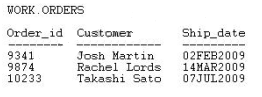 WORK.ORDERS
Order_id Customer Ship_date
9341 Josh Martin 02FEB2009
9874 Rachel Lords 14MAR2009
10233 Takashi Sato 07JUL2009